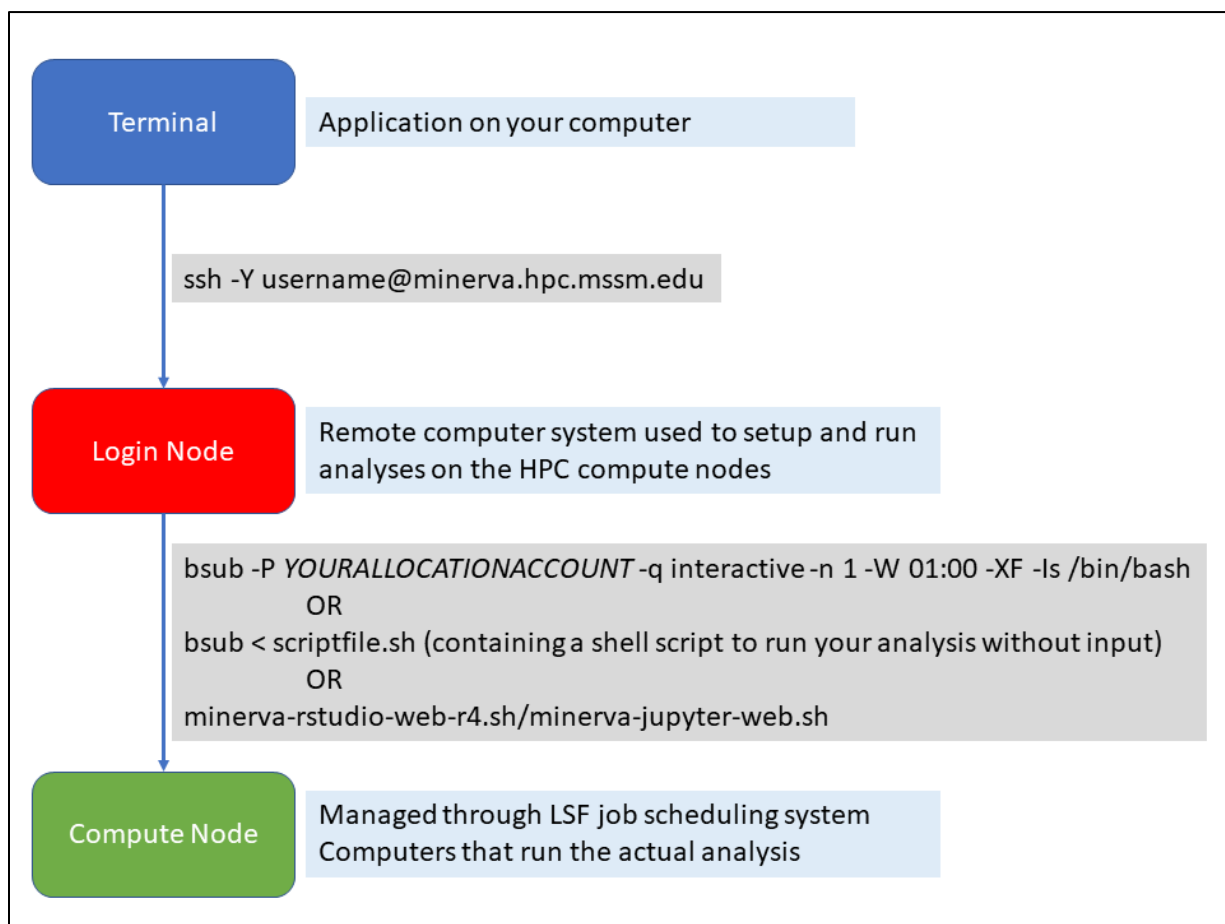 Terminal
Application on your computer
ssh -Y username@minerva.hpc.mssm.edu
Login Node
Remote computer system used to setup and run
analyses on the HPC compute nodes
bsub -P YOURALLOCATIONACCOUNT -q interactive -n 1 -W 01:00 -XF -Is /bin/bash
OR
bsub < scriptfile.sh (containing a shell script to run your analysis without input)
OR
minerva-rstudio-web-r4.sh/minerva-jupyter-web.sh
Compute Node
Managed through LSF job scheduling system
Computers that run the actual analysis